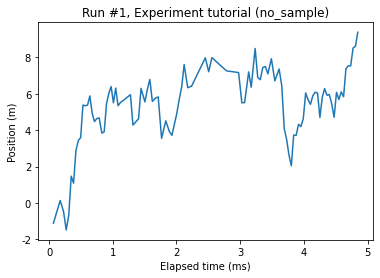 Run #1, Experiment tutorial (no_sample)
Position (m)
8
6
4
2
0
-2
0 1 2 3 4 5
Elapsed time (ms)